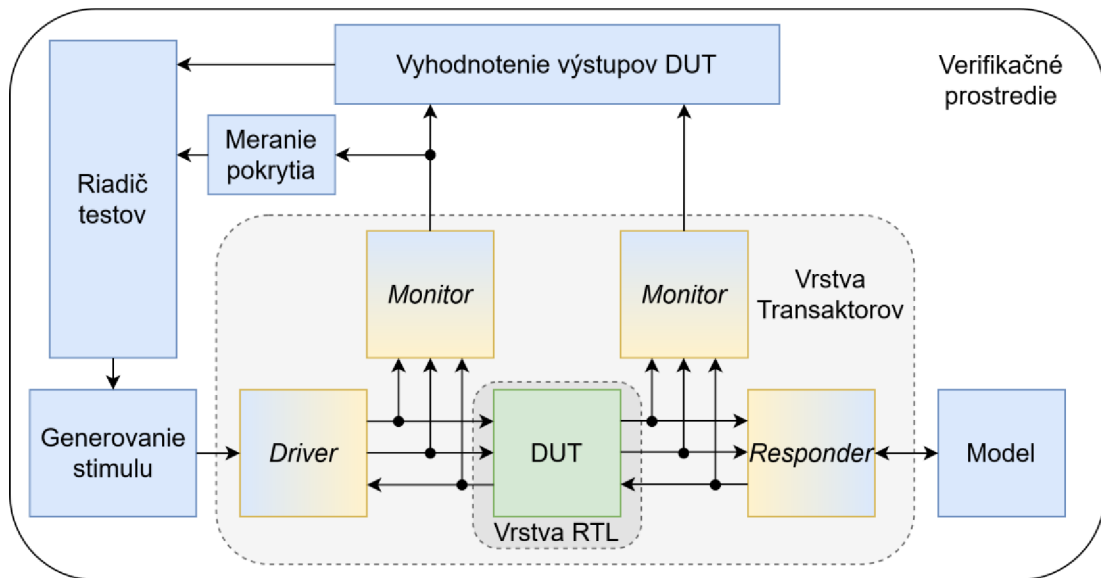 Vyhodnotenie výstupov DUT
Verifikačné
prostredie
Meranie
pokrytia
Riadič
testov
Monitor
Monitor
Vrstva
Transaktorov
Generovanie
stimulu
Driver
DUT
Responder
Model
Vrstva RTL